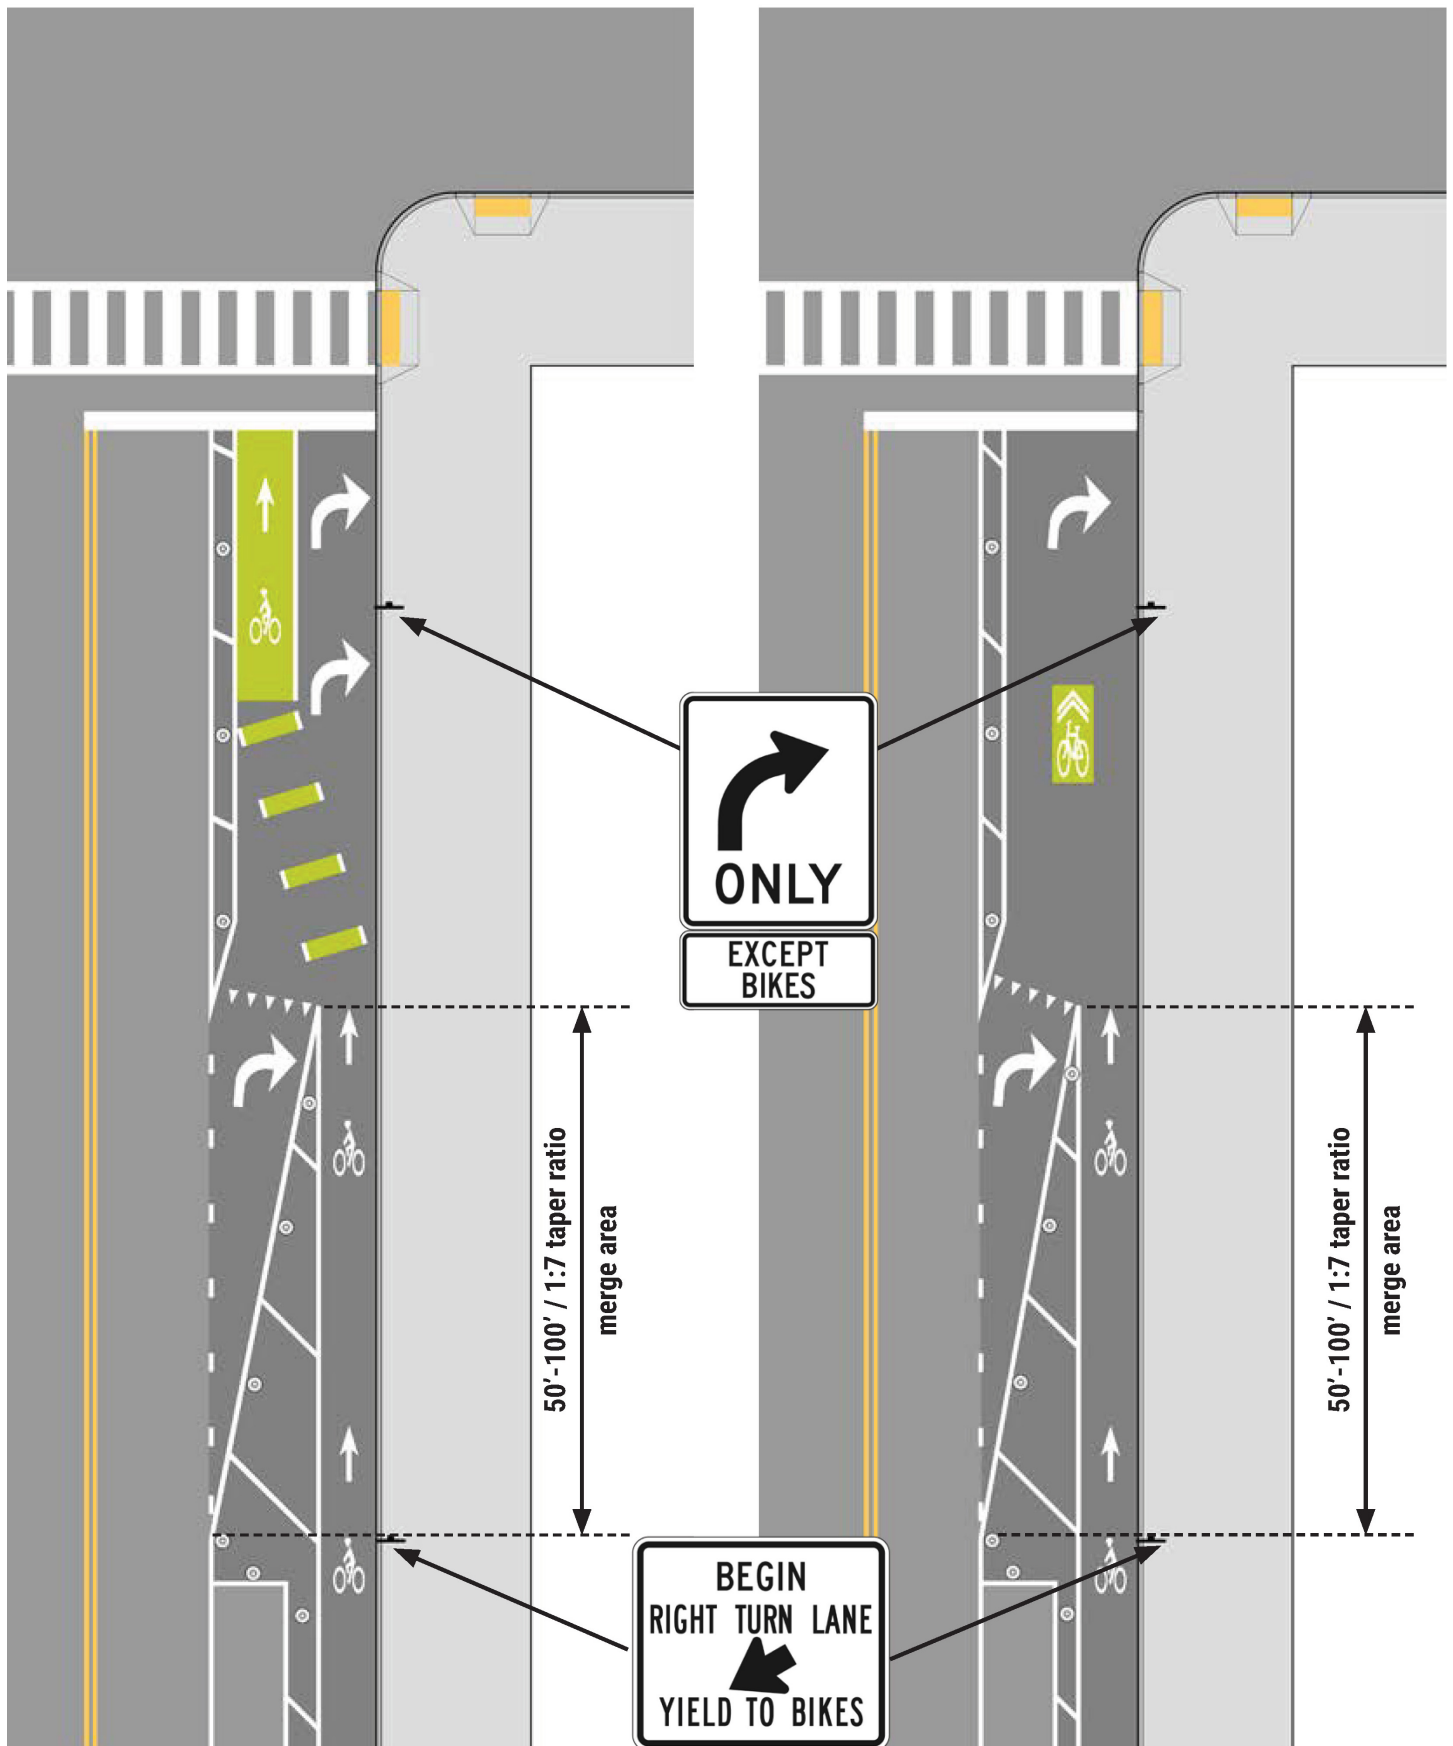 ONLY
EXCEPT
BIKES
50'-100' / 1:7 taper ratio
merge area
50'-100' / 1:7 taper ratio
merge area
BEGIN
RIGHT TURN LANE
YIELD TO BIKES